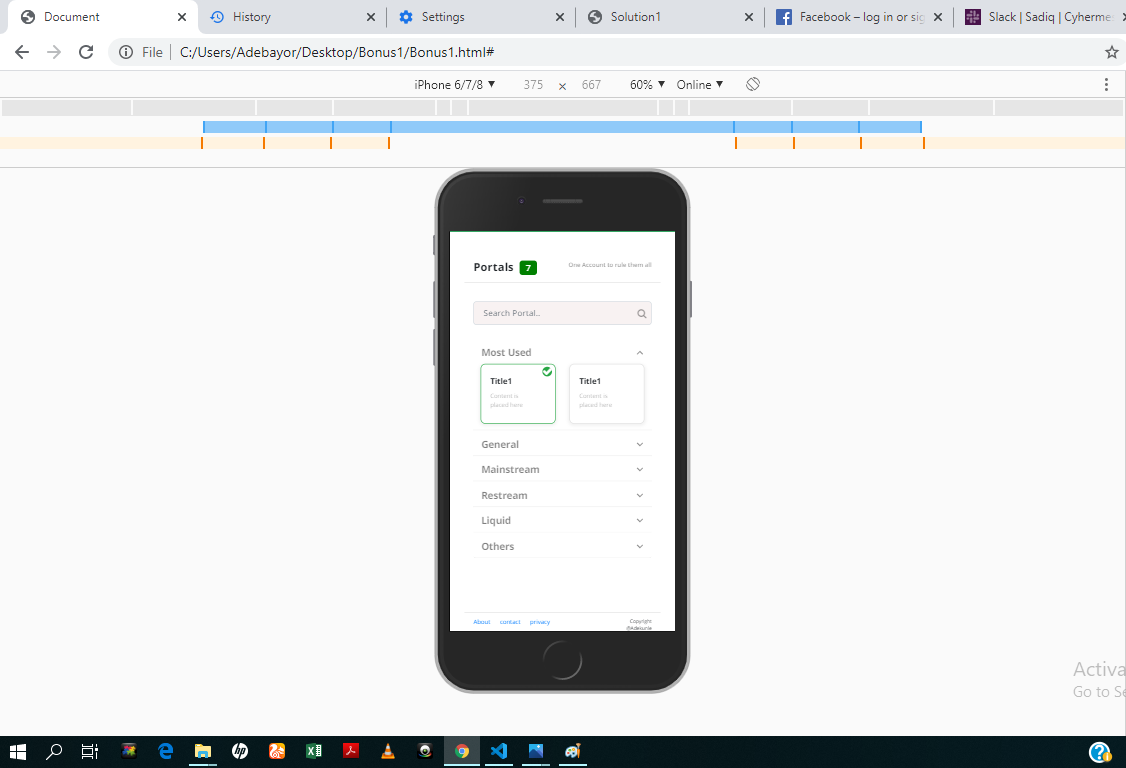 Document
History
Settings
Solution1
Facebook – log in or sig
Slack | Sadiq | Cyherme
File
C:/Users/Adebayor/Desktop/Bonus1/Bonus1.html#
iPhone 6/7/8 ▼ 375 x 667 60% ▼ Online ▼
Portals 7 One Account to rule them all
Search Portal..
Most Used
Title1 Title1
Content is Content is
placed here placed here
General
Mainstream
Restream
Liquid
Others
About contact privacy Copyright
@Adekunle
Activa
Go to Se